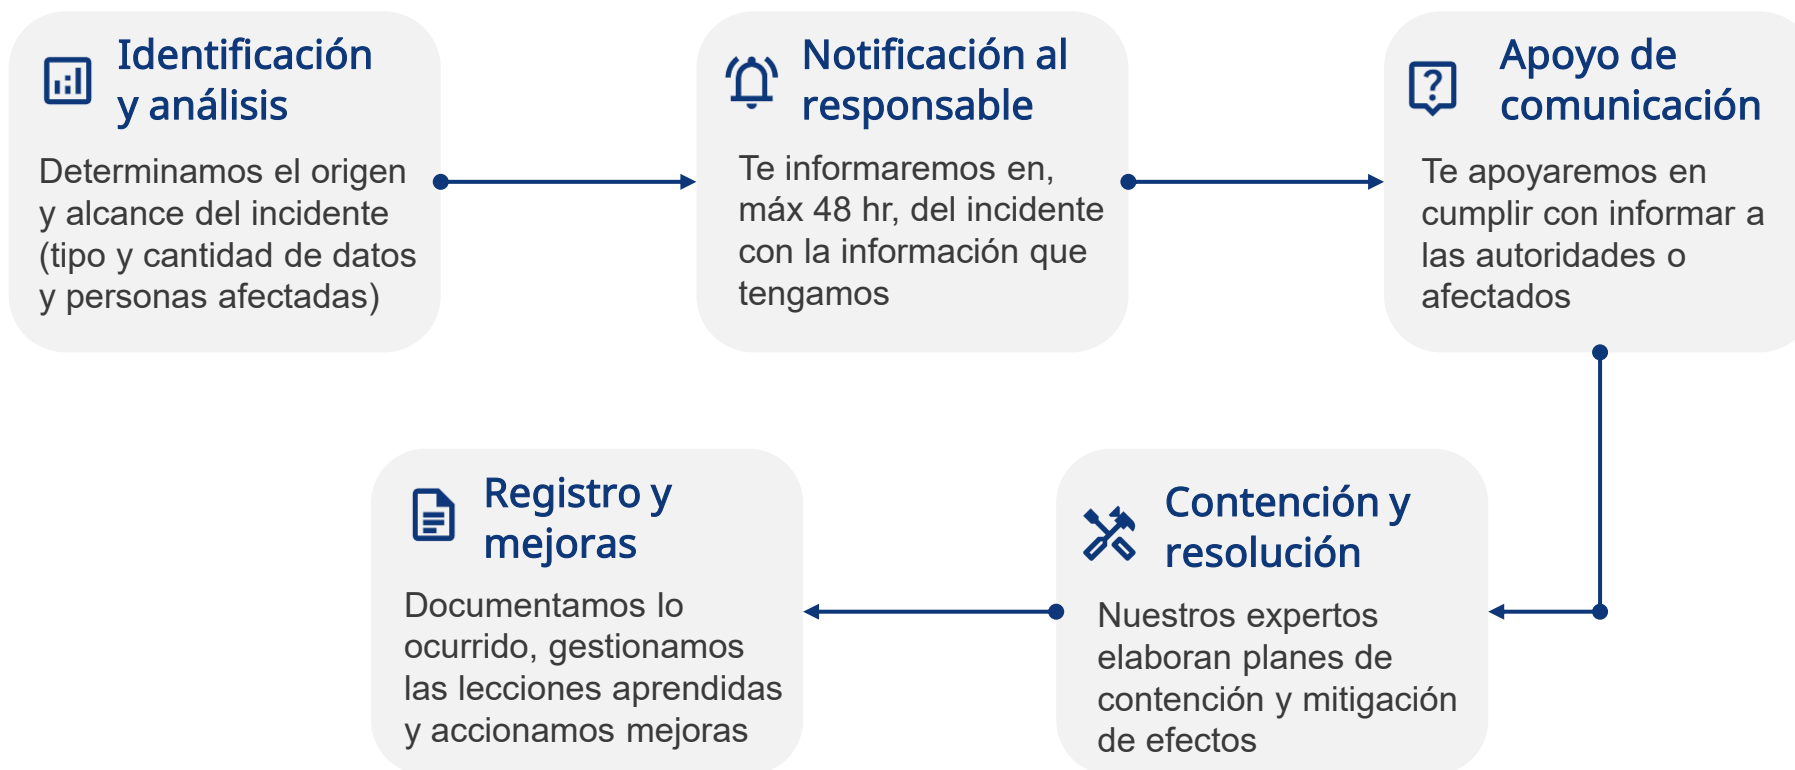 Identificación
y análisis
Determinamos el origen
y alcance del incidente
(tipo y cantidad de datos
y personas afectadas)
Notificación al
responsable
Te informaremos en,
máx 48 hr, del incidente
con la información que
tengamos
Apoyo de
comunicación
Te apoyaremos en
cumplir con informar a
las autoridades o
afectados
Contención y
resolución
Nuestros expertos
elaboran planes de
contención y mitigación
de efectos
Registro y
mejoras
Documentamos lo
ocurrido, gestionamos
las lecciones aprendidas
y accionamos mejoras